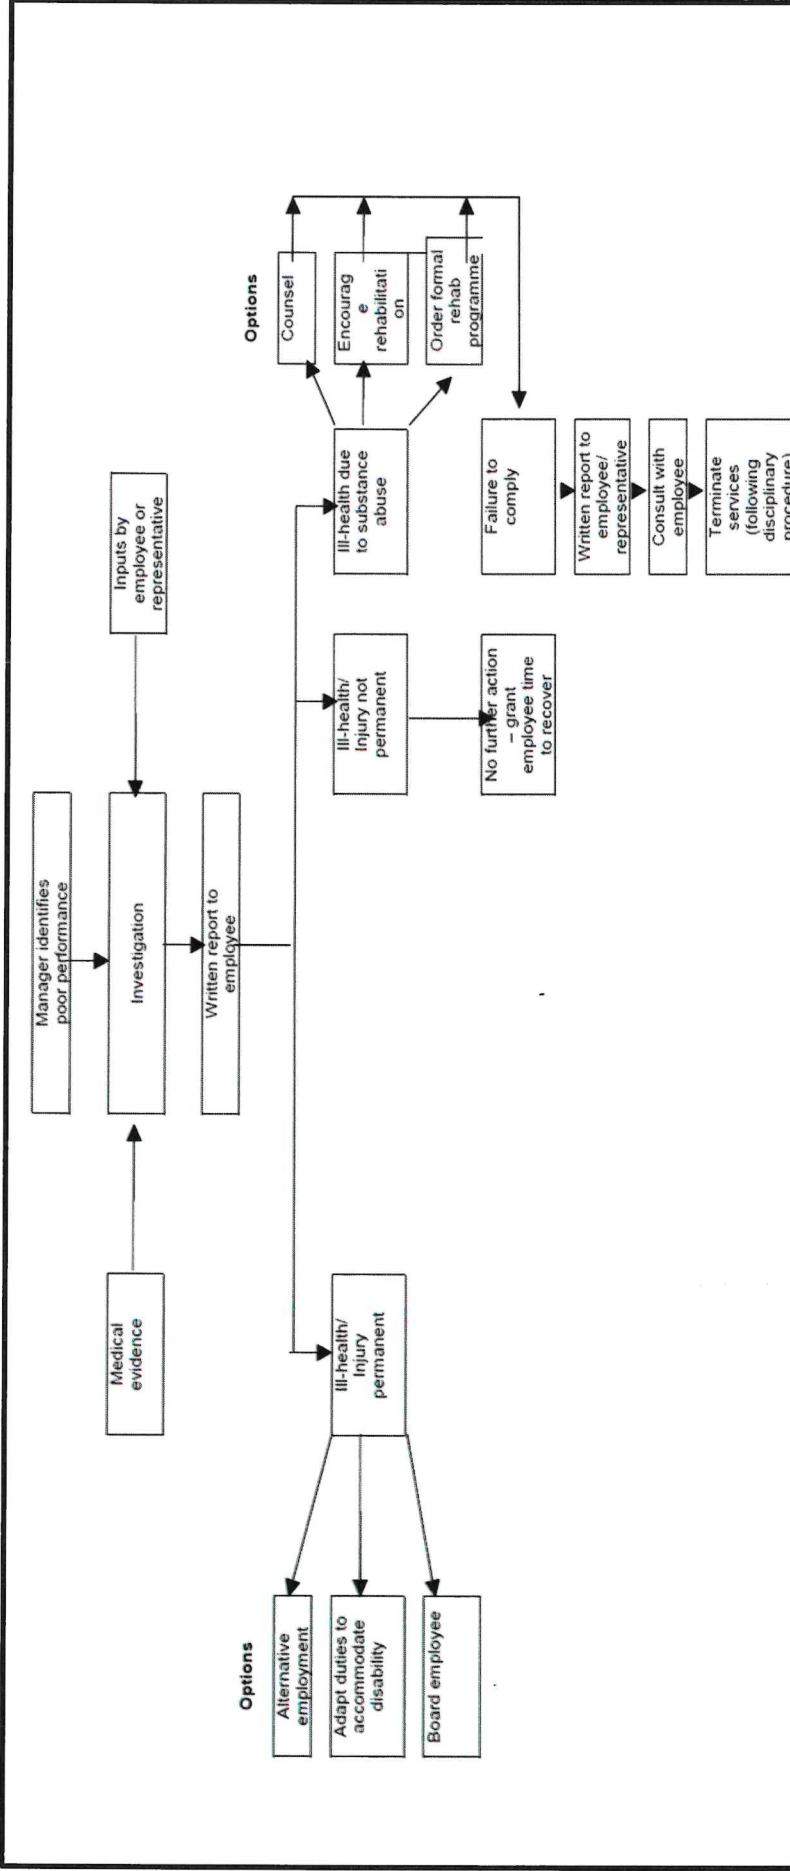 Manager identifies
poor performance
Medical
evidence
Investigation
Inputs by
employee or
representative
Written report to
employee
Options
Alternative
employment
Adapt duties to
accommodate
disability
Board employee
Ill-health/
Injury
permanent
Ill-health/
Injury not
permanent
No further action
– grant
employee time
to recover
Ill-health due
to substance
abuse
Options
Counsel
Encourag
e
rehabilitati
on
Order formal
rehab
programme
Failure to
comply
Written report to
employee/
representative
Consult with
employee
Terminate
services
(following
disciplinary
procedure)